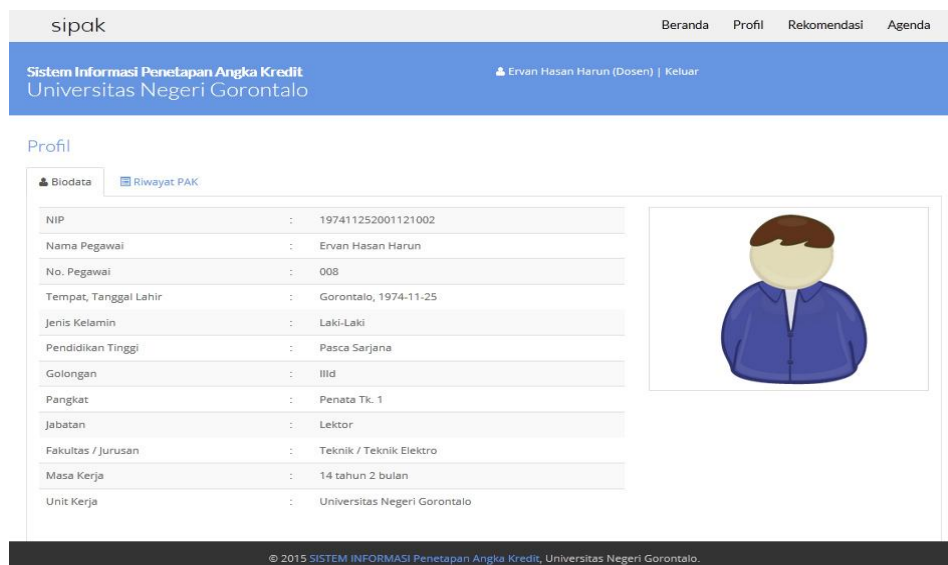 sipak
Beranda Profil Rekomendasi Agenda
Sistem Informasi Penetapan Angka Kredit
Universitas Negeri Gorontalo
Ervan Hasan Harun (Dosen) | Keluar
Profil
Biodata Riwayat PAK
NIP : 197411252001121002
Nama Pegawai : Ervan Hasan Harun
No. Pegawai : 008
Tempat, Tanggal Lahir : Gorontalo, 1974-11-25
Jenis Kelamin : Laki-Laki
Pendidikan Tinggi : Pasca Sarjana
Golongan : IIId
Pangkat : Penata Tk. 1
Jabatan : Lektor
Fakultas / Jurusan : Teknik / Teknik Elektro
Masa Kerja : 14 tahun 2 bulan
Unit Kerja : Universitas Negeri Gorontalo
© 2015 SISTEM INFORMASI Penetapan Angka Kredit, Universitas Negeri Gorontalo.